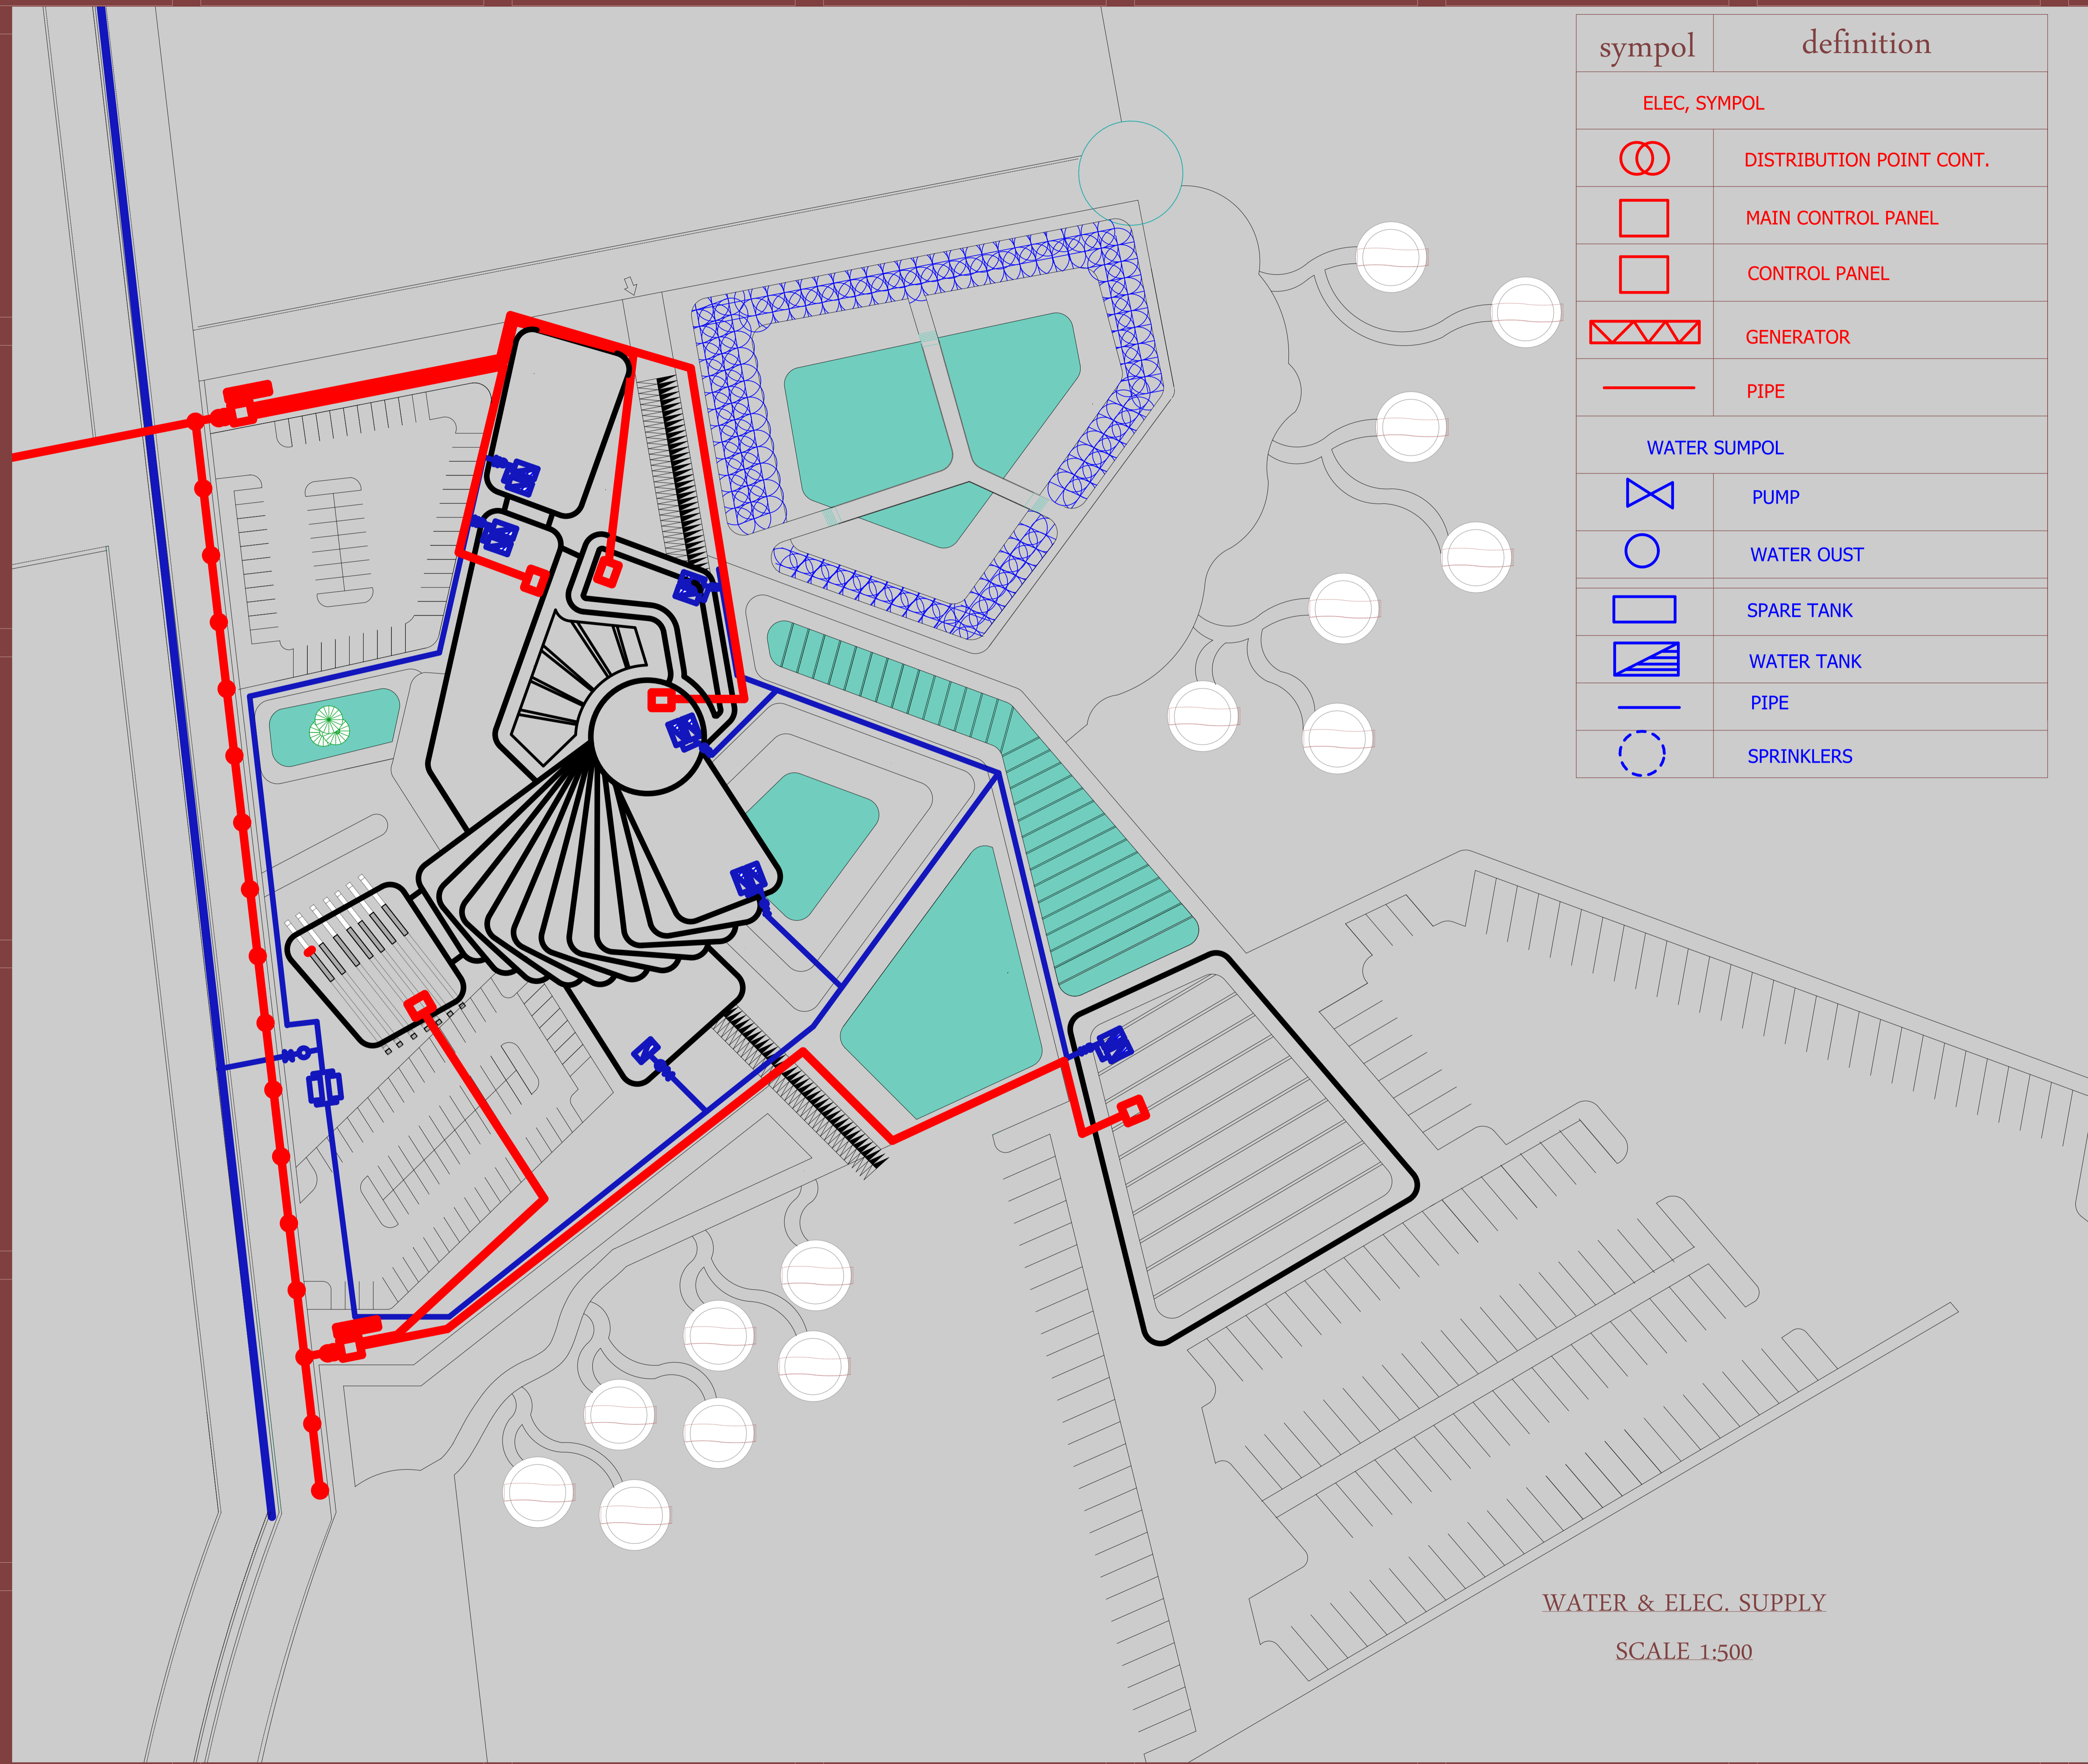 sympol definition
ELEC, SYMPOL
DISTRIBUTION POINT CONT.
MAIN CONTROL PANEL
CONTROL PANEL
GENERATOR
PIPE
WATER SUMPOL
PUMP
WATER OUST
SPARE TANK
WATER TANK
PIPE
SPRINKLERS
WATER & ELEC. SUPPLY
SCALE 1:500